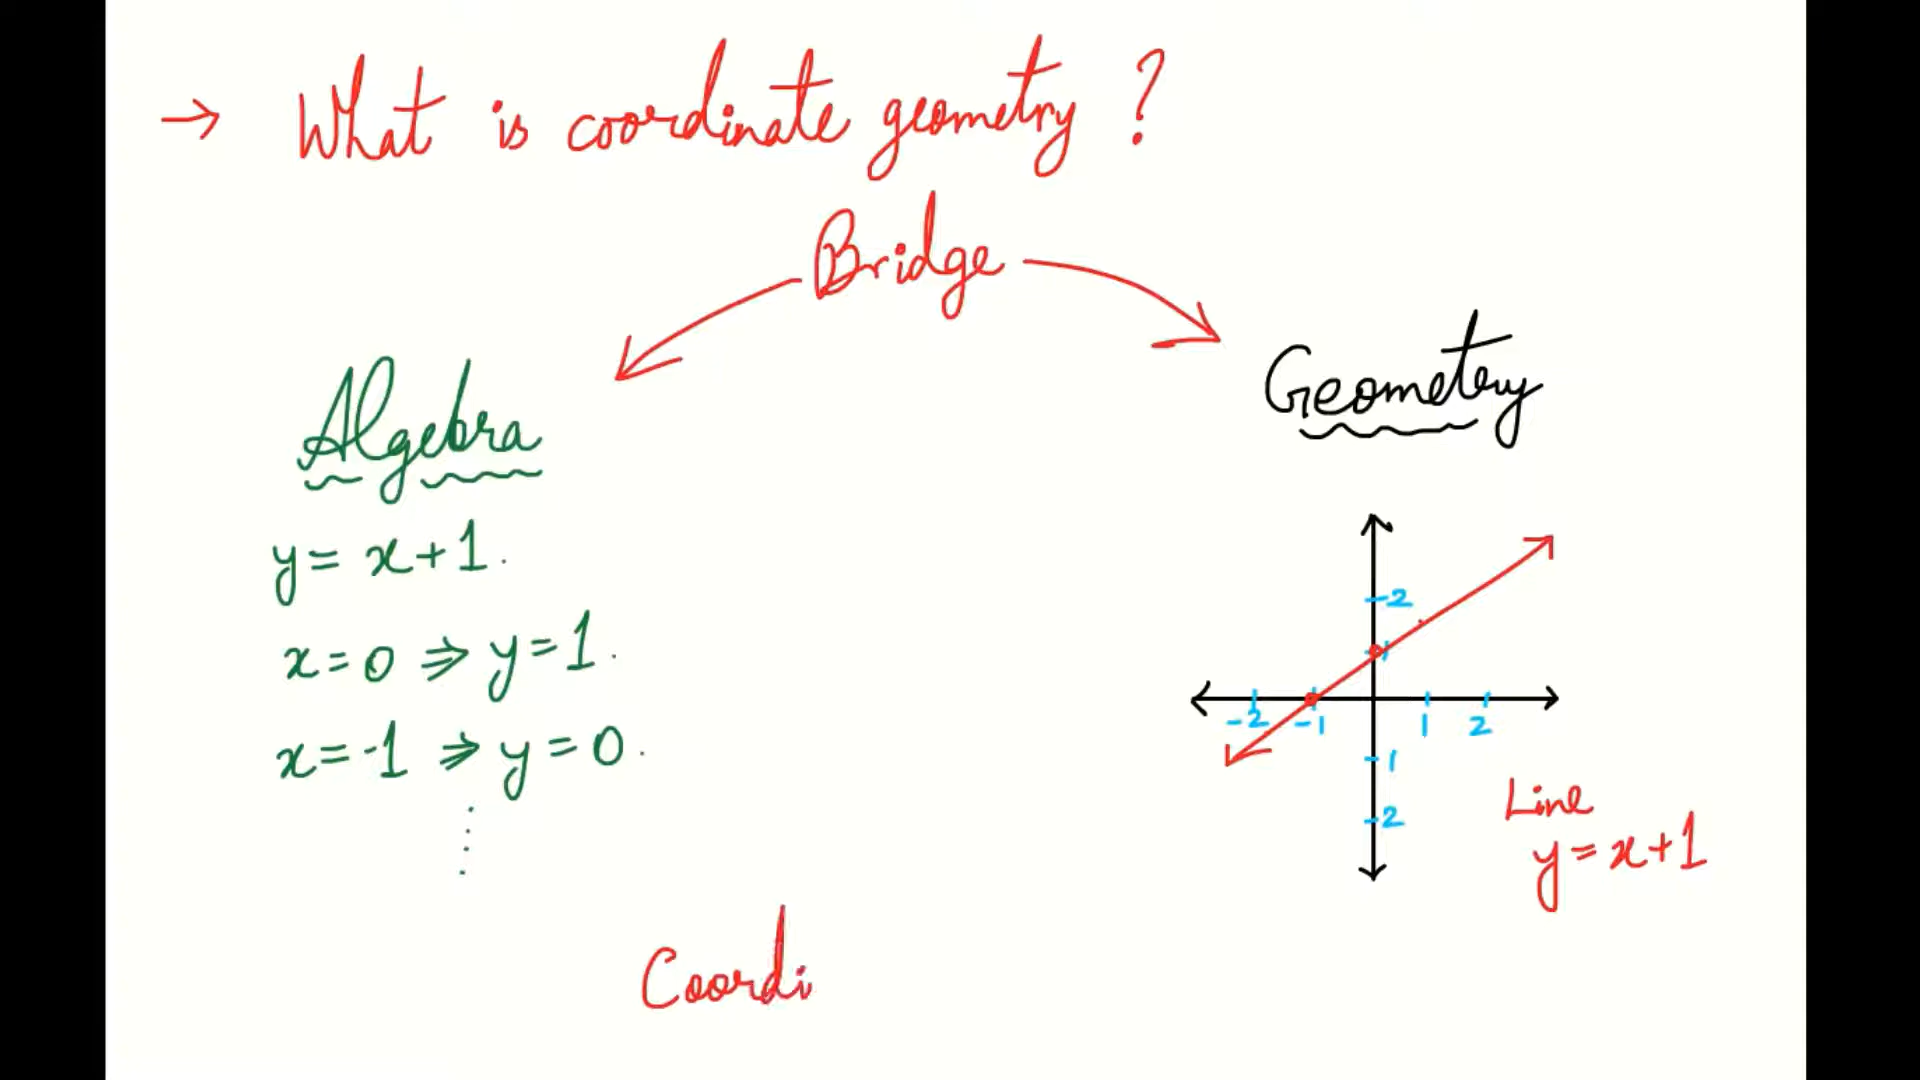 → What is coordinate geometry ?
Bridge
Algebra
Geometry
y = x+1.
x=0 ⇒ y=1.
x=-1 ⇒ y=0.
2
1
-2 -1 1 2
-1
-2
Line
y=x+1
Coordi